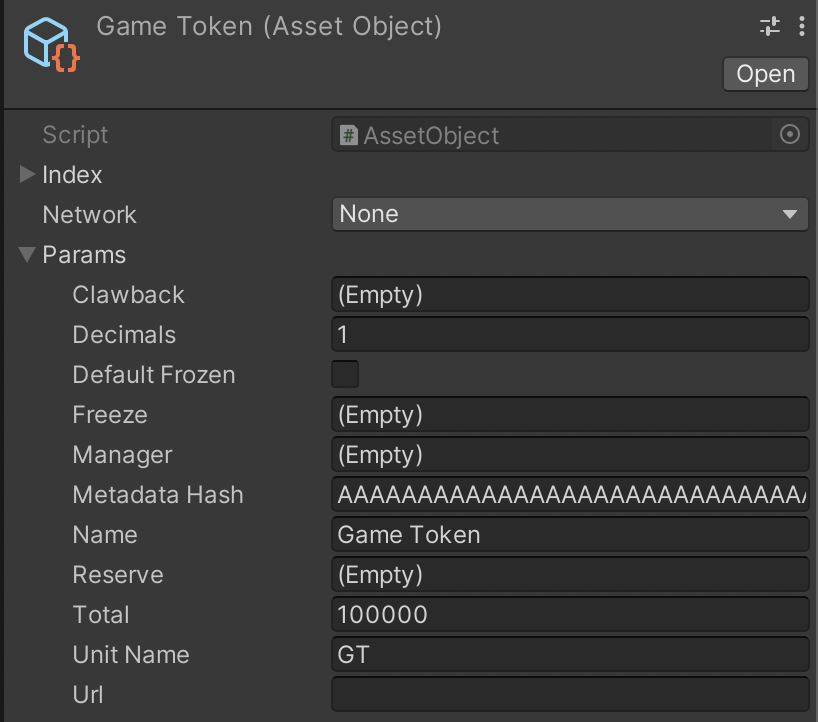 Game Token (Asset Object)
Open
Script # AssetObject
Index
Network None
Params
Clawback (Empty)
Decimals 1
Default Frozen
Freeze (Empty)
Manager (Empty)
Metadata Hash AAAAAAAAAAAAAAAAAAAAAAAAAAAAAA
Name Game Token
Reserve (Empty)
Total 100000
Unit Name GT
Url